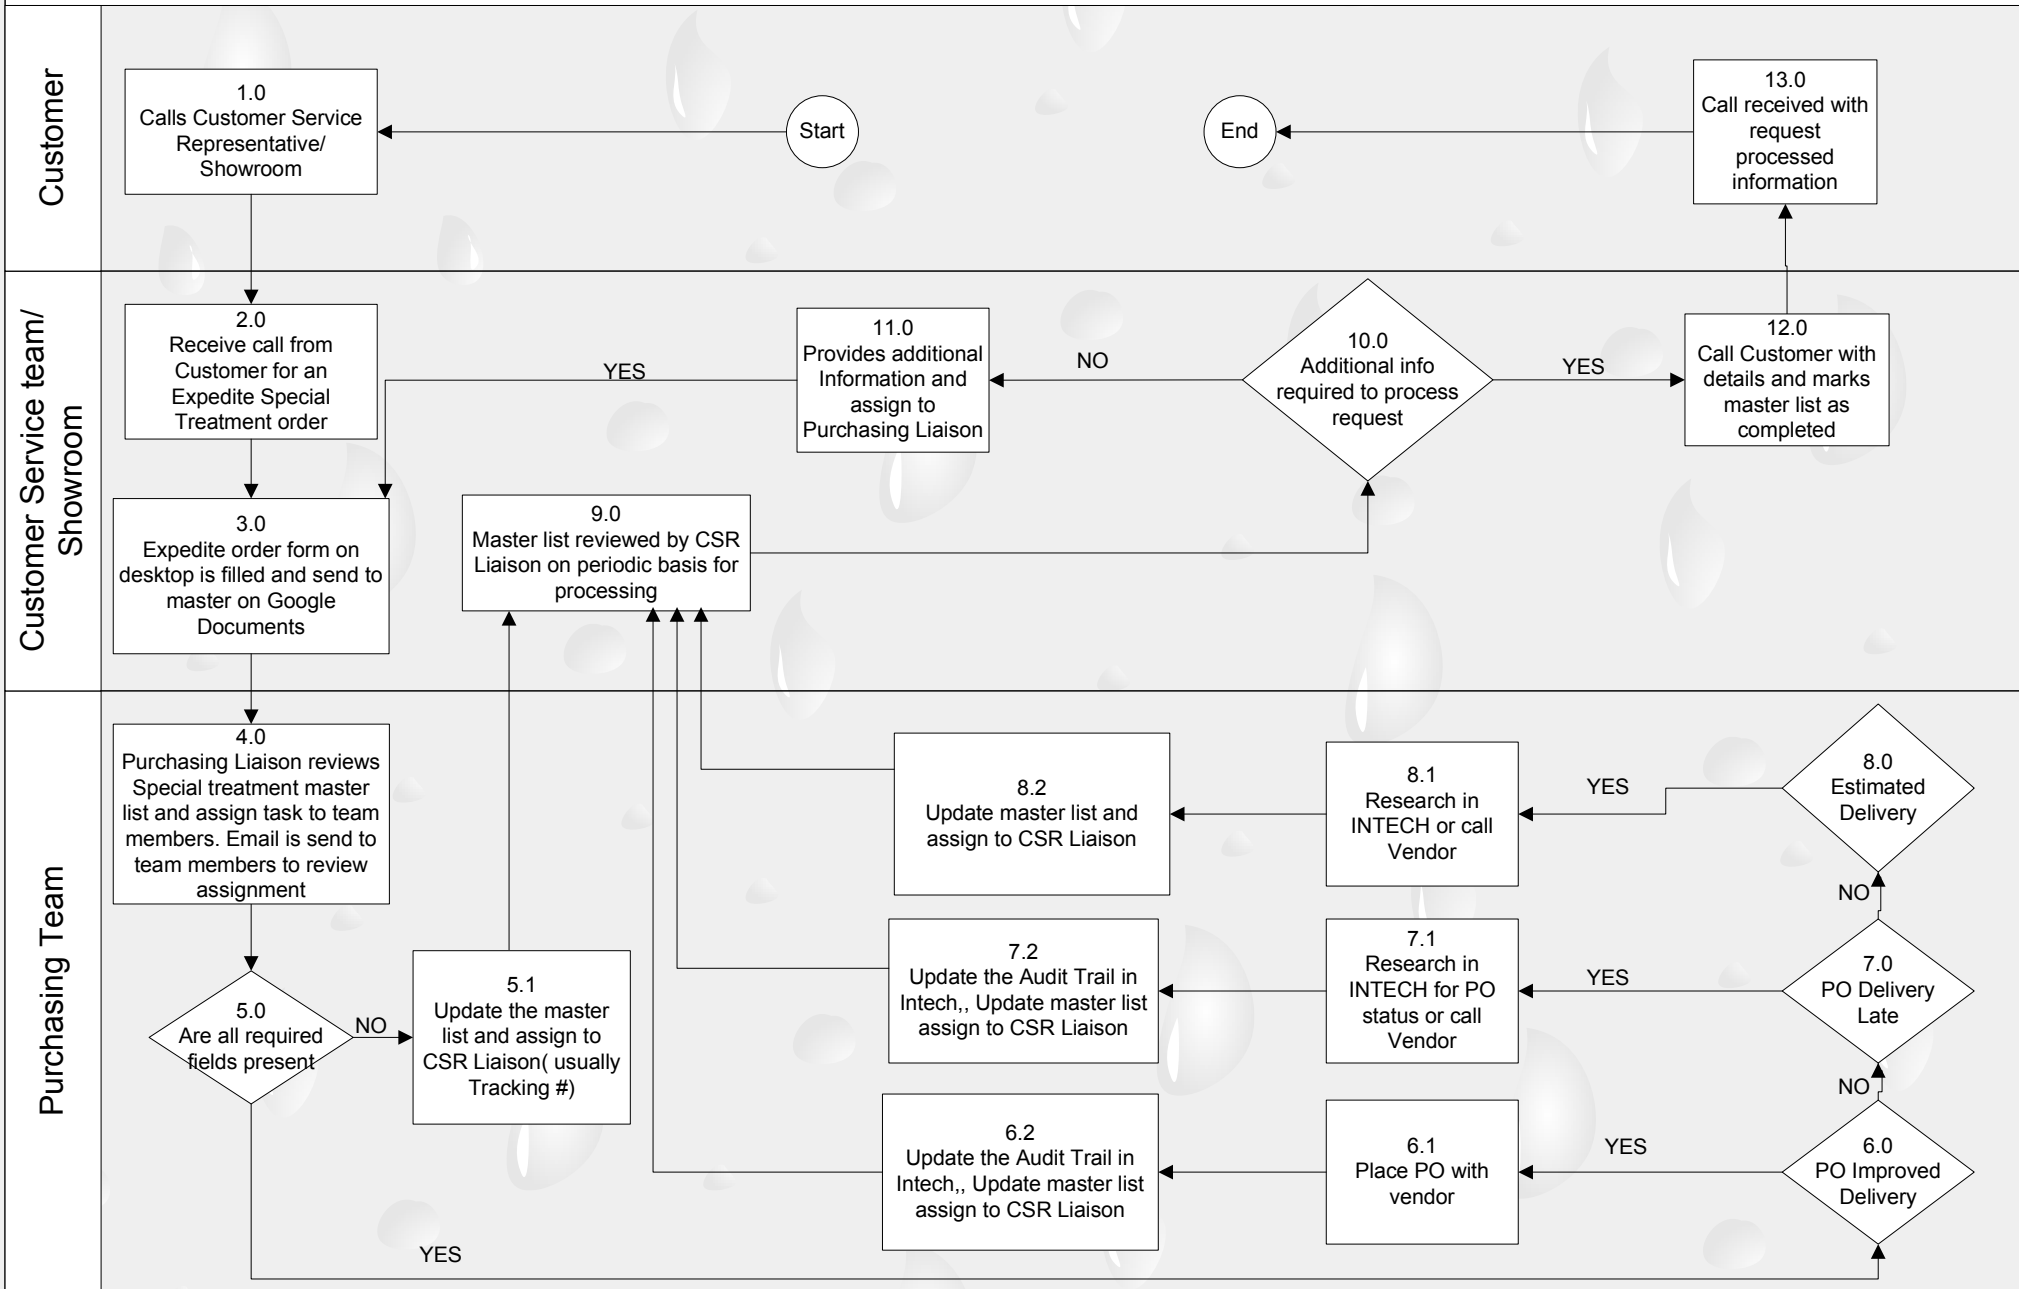 Customer
1.0
Calls Customer Service
Representative/
Showroom
Start
End
13.0
Call received with
request
processed
information
Customer Service team/
Showroom
2.0
Receive call from
Customer for an
Expedite Special
Treatment order
YES
11.0
Provides additional
Information and
assign to
Purchasing Liaison
NO
10.0
Additional info
required to process
request
YES
12.0
Call Customer with
details and marks
master list as
completed
3.0
Expedite order form on
desktop is filled and send to
master on Google
Documents
9.0
Master list reviewed by CSR
Liaison on periodic basis for
processing
Purchasing Team
4.0
Purchasing Liaison reviews
Special treatment master
list and assign task to team
members. Email is send to
team members to review
assignment
8.2
Update master list and
assign to CSR Liaison
8.1
Research in
INTECH or call
Vendor
YES
8.0
Estimated
Delivery
NO
5.0
Are all required
fields present
NO
5.1
Update the master
list and assign to
CSR Liaison( usually
Tracking #)
7.2
Update the Audit Trail in
Intech,, Update master list
assign to CSR Liaison
7.1
Research in
INTECH for PO
status or call
Vendor
YES
7.0
PO Delivery
Late
NO
6.2
Update the Audit Trail in
Intech,, Update master list
assign to CSR Liaison
6.1
Place PO with
vendor
YES
6.0
PO Improved
Delivery
YES